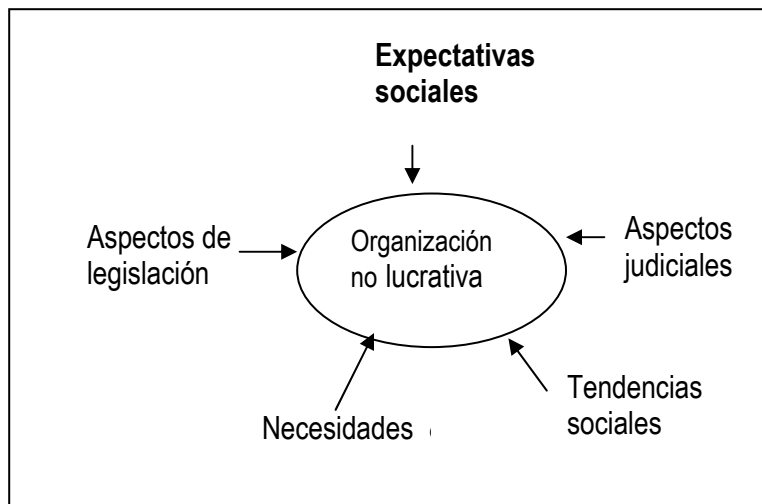 Expectativas
sociales
Aspectos de
legislación
Organización
no lucrativa
Aspectos
judiciales
Necesidades
Tendencias
sociales